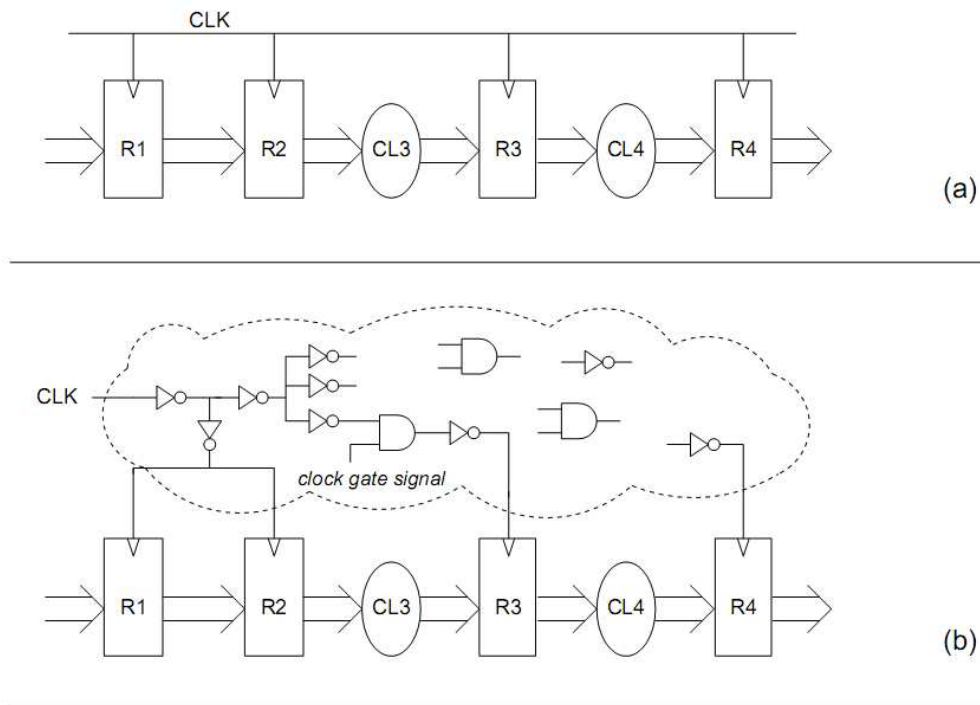 CLK
R1 R2 CL3 R3 CL4 R4
(a)
CLK
clock gate signal
R1 R2 CL3 R3 CL4 R4
(b)